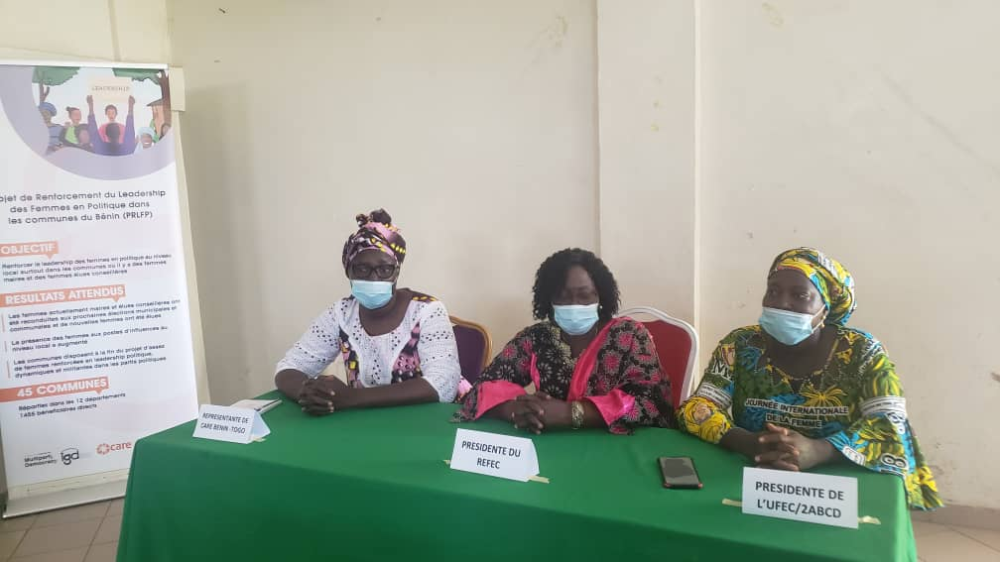 LEADERSHIP
ojet de Renforcement du Leadership
des Femmes en Politique dans
les communes du Bénin (PRLFP)
OBJECTIF
Renforcer le leadership des femmes en politique au niveau
local surtout dans les communes ou il y a des femmes
maires et des femmes élues conseillères
RESULTATS ATTENDUS
Les femmes actuellement maires et élues conseillères ont
été reconduites aux prochaines élections municipales et
communales et de nouvelles femmes ont été élues
La présence des femmes aux postes d'influences au
niveau local a augmenté
Les communes disposent à la fin du projet d'assez
de femmes renforcées en leadership politique,
dynamiques et militantes dans les partis politiques
45 COMMUNES
Réparties dans les 12 départements
1455 bénéficiaires directs
Multiparty
Democracy
igd
care
REPRESENTANTE DE
CARE BENIN -TOGO
PRESIDENTE DU
REFEC
JOURNÉE INTERNATIONALE
DE LA FEMME
PRESIDENTE DE
L'UFEC/2ABCD